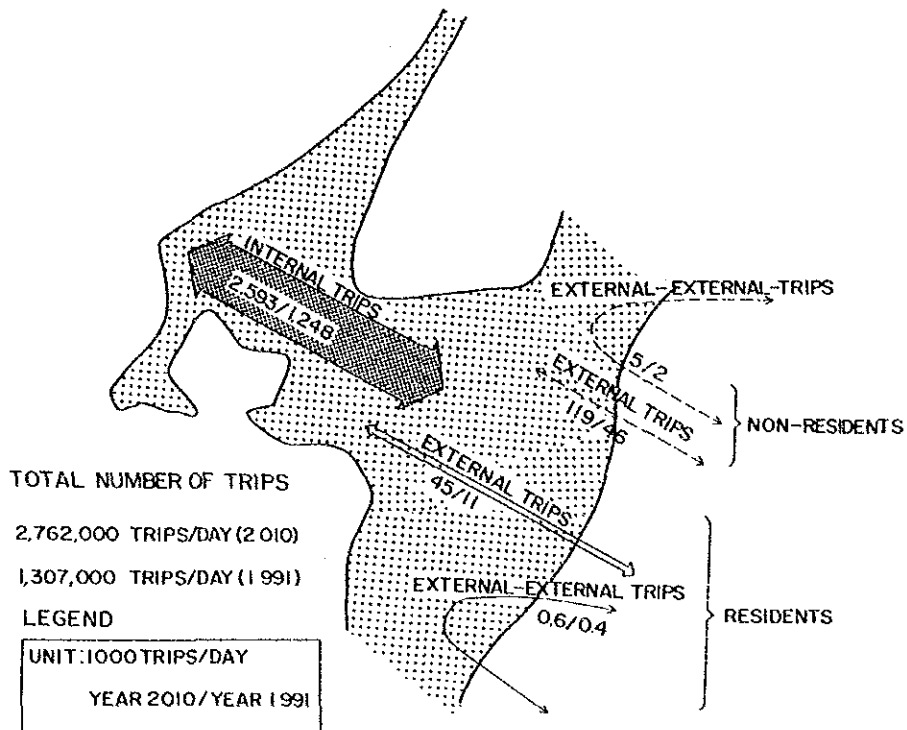 INTERNAL TRIPS
2,593/1,248
EXTERNAL-EXTERNAL-TRIPS
5/2
EXTERNAL TRIPS
119/46
NON-RESIDENTS
EXTERNAL TRIPS
45/11
TOTAL NUMBER OF TRIPS
2,762,000 TRIPS/DAY (2010)
1,307,000 TRIPS/DAY (1991)
EXTERNAL-EXTERNAL TRIPS
0.6/0.4
RESIDENTS
LEGEND
UNIT:1000 TRIPS/DAY
YEAR 2010/YEAR 1991